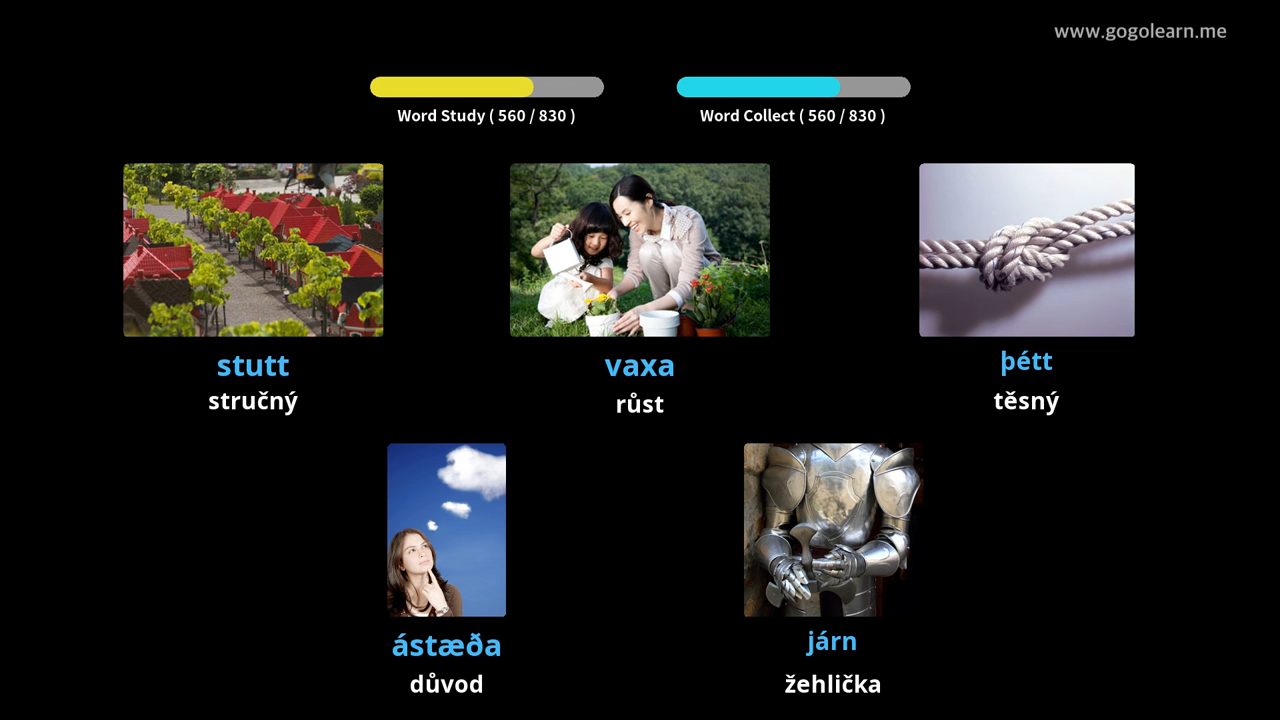 www.gogolearn.me
Word Study ( 560 / 830 )
Word Collect ( 560 / 830 )
stutt
stručný
vaxa
růst
þétt
těsný
ástæða
důvod
járn
žehlička